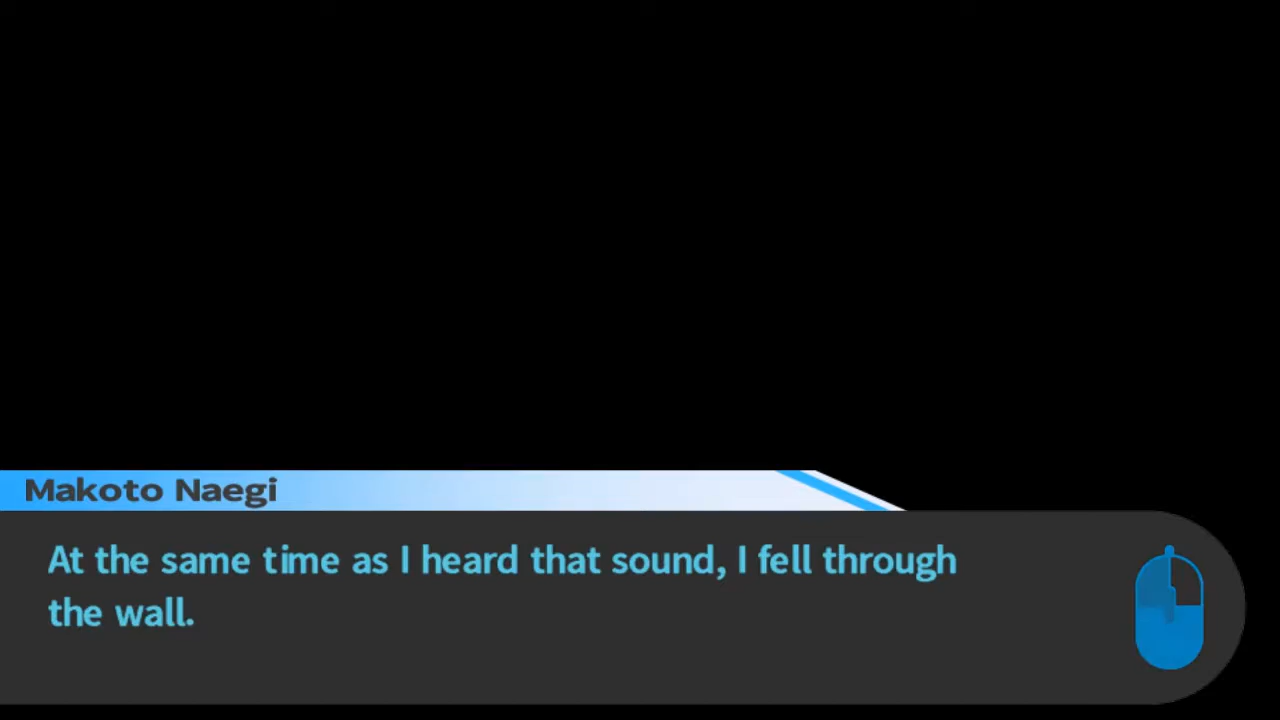 Makoto Naegi
At the same time as I heard that sound, I fell through
the wall.